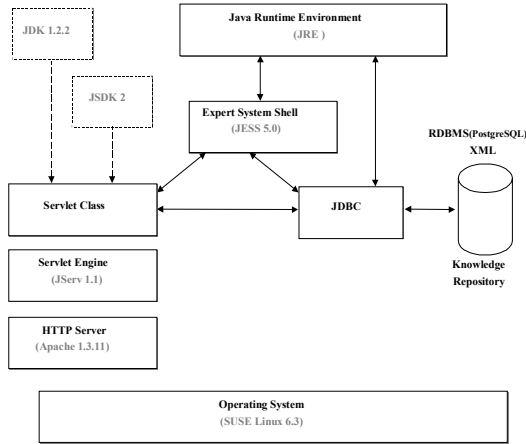 Java Runtime Environment
(JRE )
JDK 1.2.2
JSDK 2
Expert System Shell
(JESS 5.0)
RDBMS(PostgreSQL)
XML
Servlet Class
JDBC
Knowledge
Repository
Servlet Engine
(JServ 1.1)
HTTP Server
(Apache 1.3.11)
Operating System
(SUSE Linux 6.3)